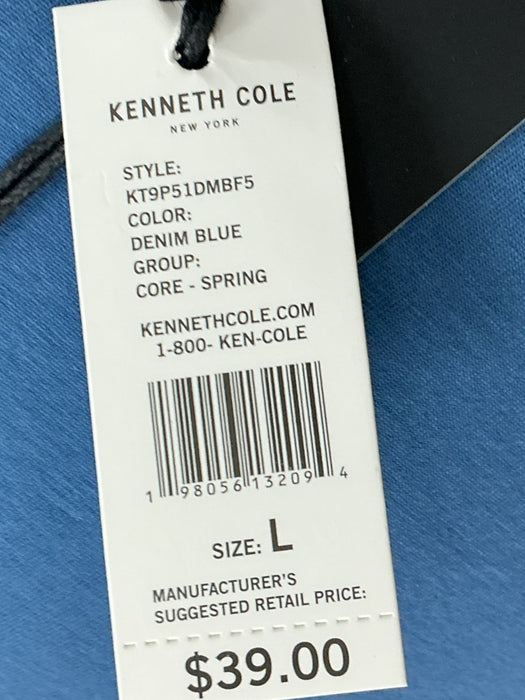 KENNETH COLE
NEW YORK
STYLE:
KT9P51DMBF5
COLOR:
DENIM BLUE
GROUP:
CORE - SPRING
KENNETHCOLE.COM
1-800- KEN-COLE
1 98056 13209 4
SIZE: L
MANUFACTURER'S
SUGGESTED RETAIL PRICE:
$39.00